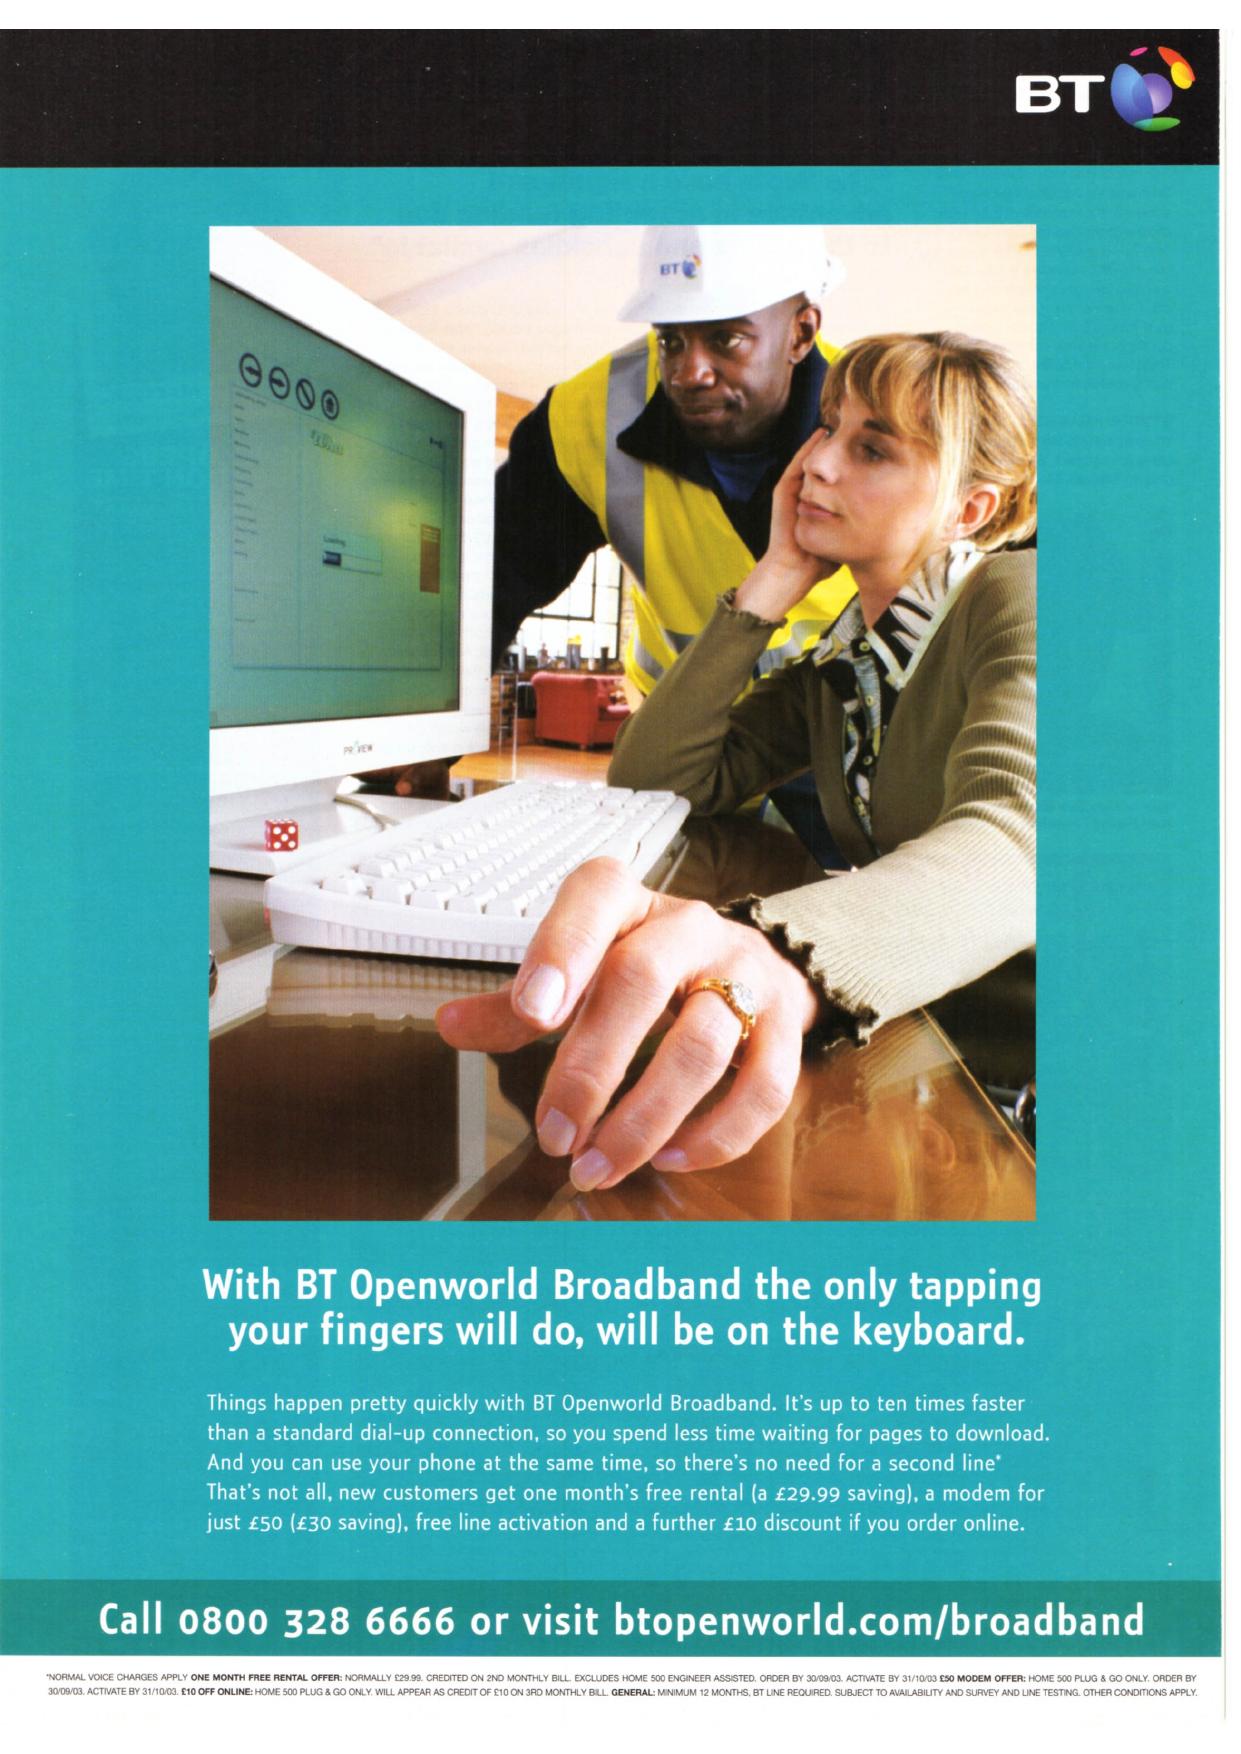 BT
BT
Loading
PROVIEW
With BT Openworld Broadband the only tapping
your fingers will do, will be on the keyboard.
Things happen pretty quickly with BT Openworld Broadband. It's up to ten times faster
than a standard dial-up connection, so you spend less time waiting for pages to download.
And you can use your phone at the same time, so there's no need for a second line*
That's not all, new customers get one month's free rental (a £29.99 saving), a modem for
just £50 (£30 saving), free line activation and a further £10 discount if you order online.
Call 0800 328 6666 or visit btopenworld.com/broadband
*NORMAL VOICE CHARGES APPLY ONE MONTH FREE RENTAL OFFER: NORMALLY £29.99. CREDITED ON 2ND MONTHLY BILL. EXCLUDES HOME 500 ENGINEER ASSISTED. ORDER BY 30/09/03. ACTIVATE BY 31/10/03 £50 MODEM OFFER: HOME 500 PLUG & GO ONLY. ORDER BY
30/09/03. ACTIVATE BY 31/10/03. £10 OFF ONLINE: HOME 500 PLUG & GO ONLY. WILL APPEAR AS CREDIT OF £10 ON 3RD MONTHLY BILL. GENERAL: MINIMUM 12 MONTHS, BT LINE REQUIRED. SUBJECT TO AVAILABILITY AND SURVEY AND LINE TESTING. OTHER CONDITIONS APPLY.